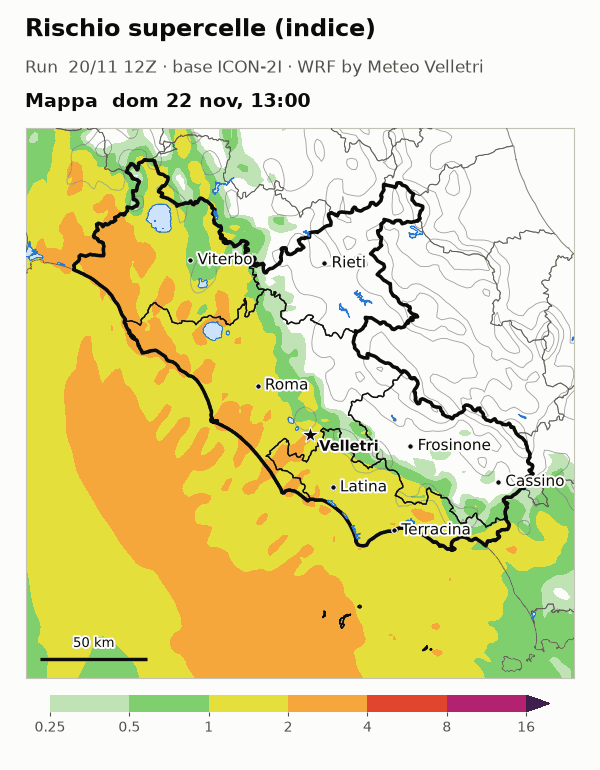 Rischio supercelle (indice)
Run 20/11 12Z · base ICON-2I · WRF by Meteo Velletri
Mappa dom 22 nov, 13:00
Viterbo
Rieti
Roma
Velletri
Frosinone
Cassino
Latina
Terracina
50 km
0.25 0.5 1 2 4 8 16